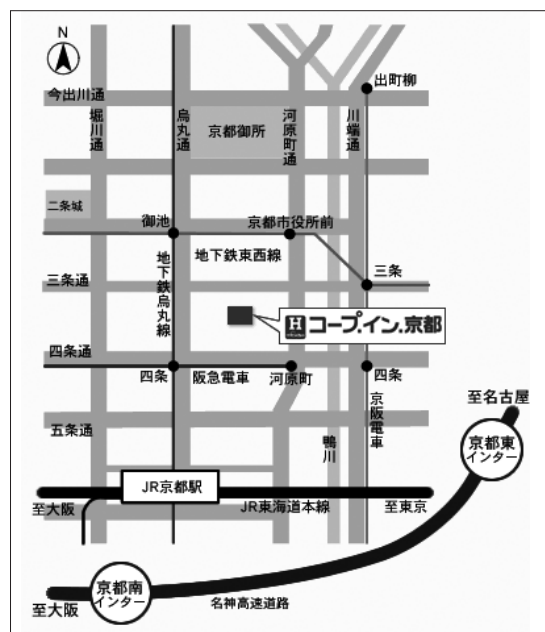 N
今出川通
出町柳
堀川通
烏丸通
京都御所
河原町通
川端通
二条城
御池
京都市役所前
地下鉄東西線
三条通
地下鉄烏丸線
三条
H
コープ.イン.京都
四条通
四条
阪急電車
河原町
四条
五条通
鴨川
京阪電車
至名古屋
京都東
インター
JR京都駅
至大阪
JR東海道本線
至東京
京都南
インター
至大阪
名神高速道路